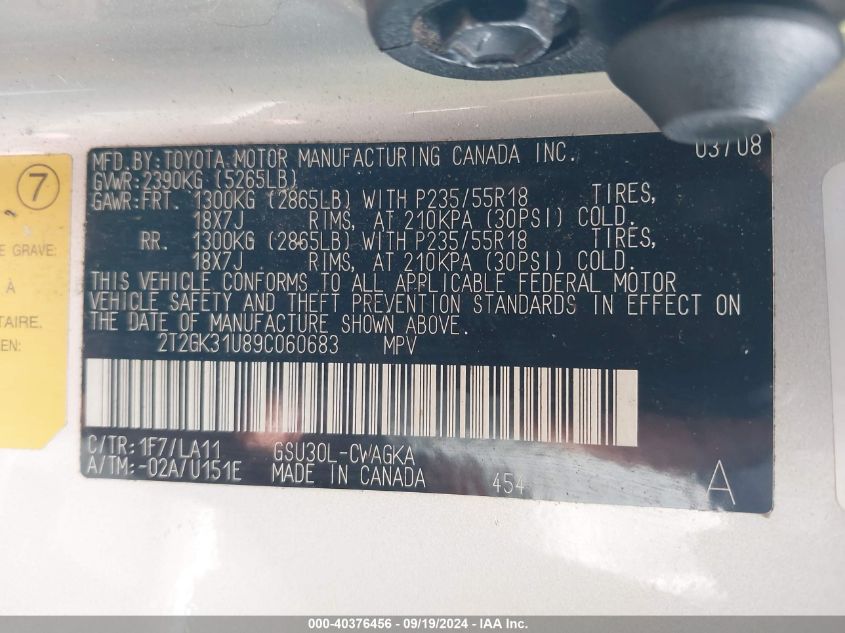 MFD.BY:TOYOTA MOTOR MANUFACTURING CANADA INC. 03/08
GVWR:2390KG (5265LB)
GAWR:FRT. 1300KG (2865LB) WITH P235/55R18 TIRES,
18X7J RIMS, AT 210KPA (30PSI) COLD.
RR. 1300KG (2865LB) WITH P235/55R18 TIRES,
18X7J RIMS, AT 210KPA (30PSI) COLD.
THIS VEHICLE CONFORMS TO ALL APPLICABLE FEDERAL MOTOR
VEHICLE SAFETY AND THEFT PREVENTION STANDARDS IN EFFECT ON
THE DATE OF MANUFACTURE SHOWN ABOVE.
2T2GK31U89C060683 MPV
C/TR:1F7/LA11 GSU30L-CWAGKA
A/TM:-02A/U151E MADE IN CANADA 454 A
7
E GRAVE:
À
TAIRE.
EN:
000-40376456 - 09/19/2024 - IAA Inc.